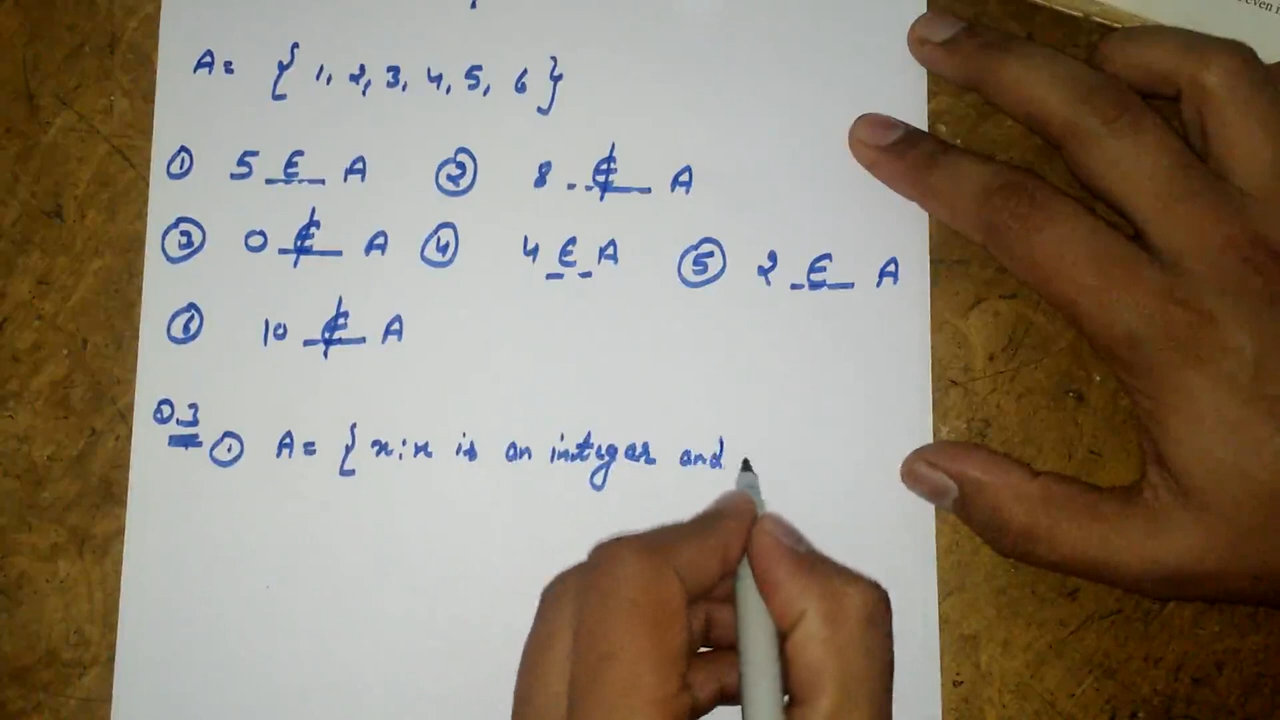 A = { 1, 2, 3, 4, 5, 6 }
① 5 ∈ A ② 8 ∉ A
③ 0 ∉ A ④ 4 ∈ A ⑤ 2 ∈ A
⑥ 10 ∉ A
Q.3
① A = { x : x is an integer and